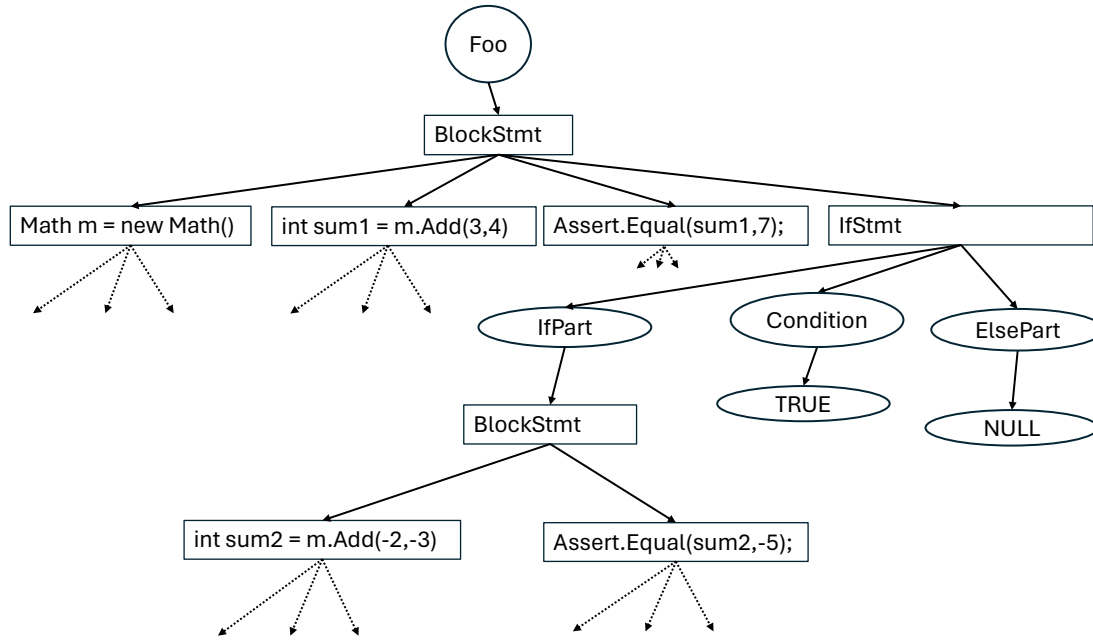 Foo
BlockStmt
Math m = new Math()
int sum1 = m.Add(3,4)
Assert.Equal(sum1,7);
IfStmt
IfPart
Condition
ElsePart
TRUE
BlockStmt
NULL
int sum2 = m.Add(-2,-3)
Assert.Equal(sum2,-5);